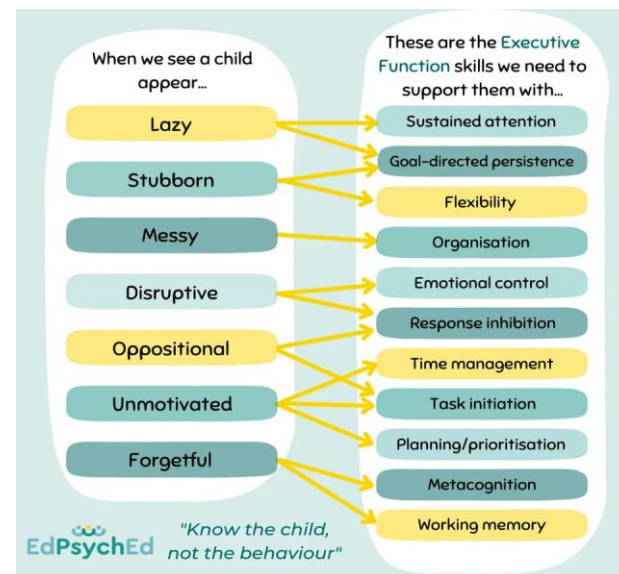 When we see a child
appear...
Lazy
Stubborn
Messy
Disruptive
Oppositional
Unmotivated
Forgetful
These are the Executive
Function skills we need to
support them with...
Sustained attention
Goal-directed persistence
Flexibility
Organisation
Emotional control
Response inhibition
Time management
Task initiation
Planning/prioritisation
Metacognition
Working memory
EdPsychEd
"Know the child,
not the behaviour"